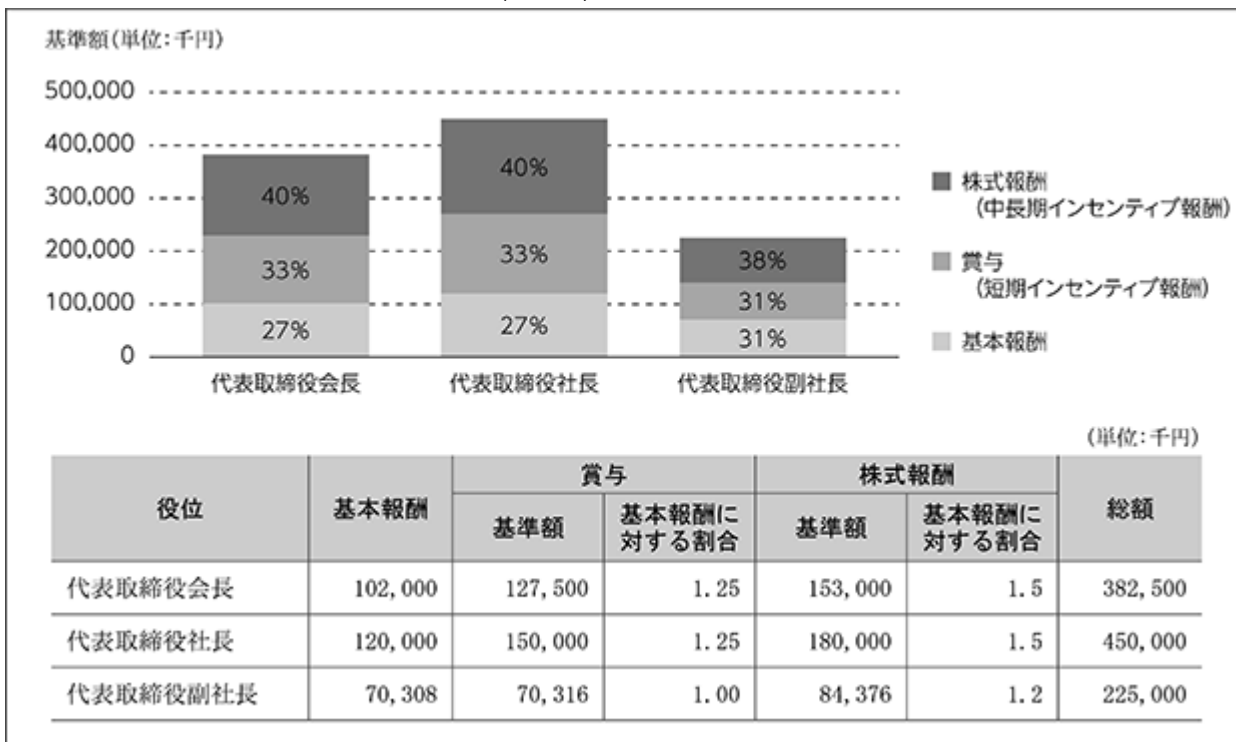 基準額(単位:千円)
500,000
400,000
300,000
200,000
100,000
0
40%
33%
27%
40%
33%
27%
38%
31%
31%
代表取締役会長
代表取締役社長
代表取締役副社長
株式報酬
(中長期インセンティブ報酬)
賞与
(短期インセンティブ報酬)
基本報酬
(単位:千円)
役位 基本報酬 賞与 株式報酬 総額
基準額 基本報酬に対する割合 基準額 基本報酬に対する割合
代表取締役会長 102,000 127,500 1.25 153,000 1.5 382,500
代表取締役社長 120,000 150,000 1.25 180,000 1.5 450,000
代表取締役副社長 70,308 70,316 1.00 84,376 1.2 225,000